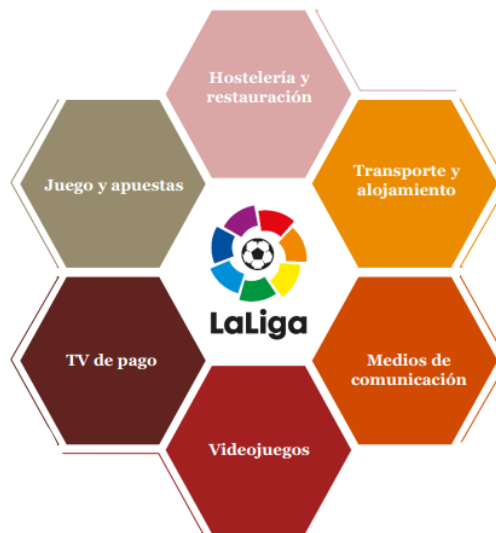 Hostelería y
restauración
Transporte y
alojamiento
Juego y apuestas
LaLiga
TV de pago
Medios de
comunicación
Videojuegos